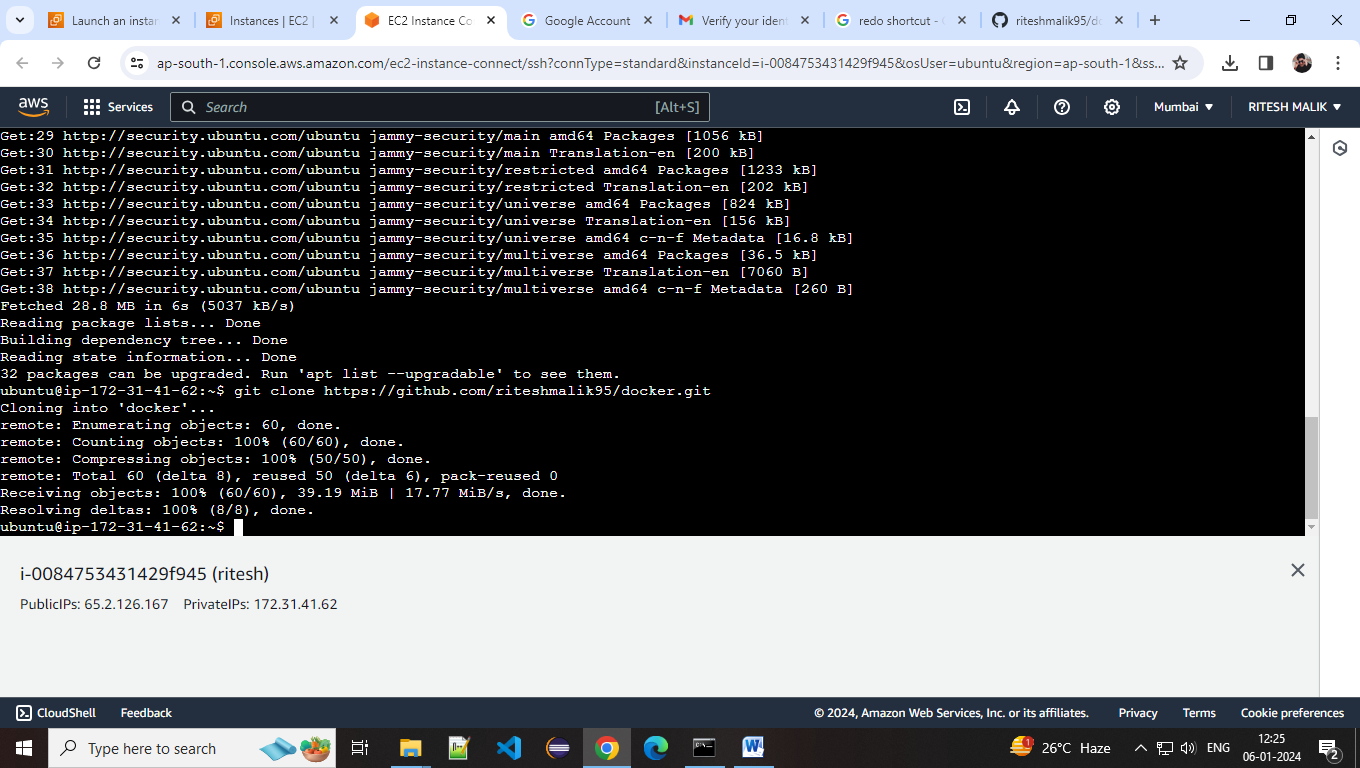 Launch an instan
Instances | EC2 |
EC2 Instance Co
Google Account
Verify your iden
redo shortcut -
riteshmalik95/do
ap-south-1.console.aws.amazon.com/ec2-instance-connect/ssh?connType=standard&instanceId=i-0084753431429f945&osUser=ubuntu&region=ap-south-1&ss...
aws
Services
Search
[Alt+S]
Mumbai
RITESH MALIK
Get:29 http://security.ubuntu.com/ubuntu jammy-security/main amd64 Packages [1056 kB]
Get:30 http://security.ubuntu.com/ubuntu jammy-security/main Translation-en [200 kB]
Get:31 http://security.ubuntu.com/ubuntu jammy-security/restricted amd64 Packages [1233 kB]
Get:32 http://security.ubuntu.com/ubuntu jammy-security/restricted Translation-en [202 kB]
Get:33 http://security.ubuntu.com/ubuntu jammy-security/universe amd64 Packages [824 kB]
Get:34 http://security.ubuntu.com/ubuntu jammy-security/universe Translation-en [156 kB]
Get:35 http://security.ubuntu.com/ubuntu jammy-security/universe amd64 c-n-f Metadata [16.8 kB]
Get:36 http://security.ubuntu.com/ubuntu jammy-security/multiverse amd64 Packages [36.5 kB]
Get:37 http://security.ubuntu.com/ubuntu jammy-security/multiverse Translation-en [7060 B]
Get:38 http://security.ubuntu.com/ubuntu jammy-security/multiverse amd64 c-n-f Metadata [260 B]
Fetched 28.8 MB in 6s (5037 kB/s)
Reading package lists... Done
Building dependency tree... Done
Reading state information... Done
32 packages can be upgraded. Run 'apt list --upgradable' to see them.
ubuntu@ip-172-31-41-62:~$ git clone https://github.com/riteshmalik95/docker.git
Cloning into 'docker'...
remote: Enumerating objects: 60, done.
remote: Counting objects: 100% (60/60), done.
remote: Compressing objects: 100% (50/50), done.
remote: Total 60 (delta 8), reused 50 (delta 6), pack-reused 0
Receiving objects: 100% (60/60), 39.19 MiB | 17.77 MiB/s, done.
Resolving deltas: 100% (8/8), done.
ubuntu@ip-172-31-41-62:~$
i-0084753431429f945 (ritesh)
PublicIPs: 65.2.126.167 PrivateIPs: 172.31.41.62
CloudShell
Feedback
© 2024, Amazon Web Services, Inc. or its affiliates.
Privacy
Terms
Cookie preferences
Type here to search
1
26°C Haze
ENG
12:25
06-01-2024
2